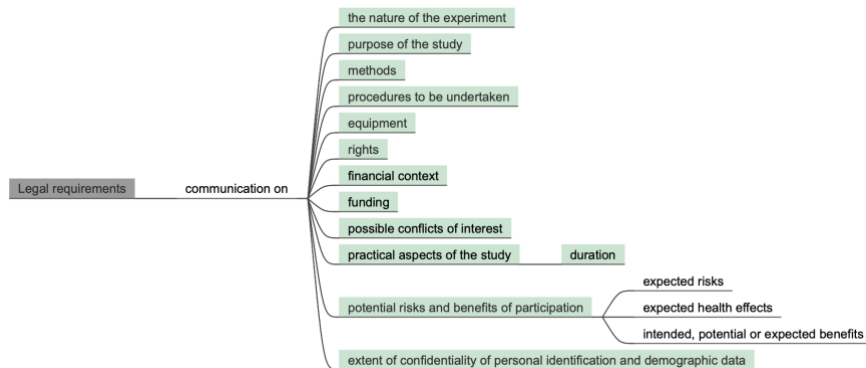 the nature of the experiment
purpose of the study
methods
procedures to be undertaken
equipment
rights
Legal requirements
communication on
financial context
funding
possible conflicts of interest
practical aspects of the study
duration
potential risks and benefits of participation
expected risks
expected health effects
intended, potential or expected benefits
extent of confidentiality of personal identification and demographic data